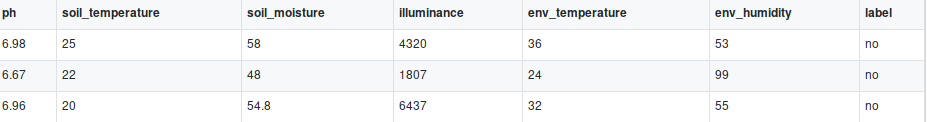 ph soil_temperature soil_moisture illuminance env_temperature env_humidity label
6.98 25 58 4320 36 53 no
6.67 22 48 1807 24 99 no
6.96 20 54.8 6437 32 55 no